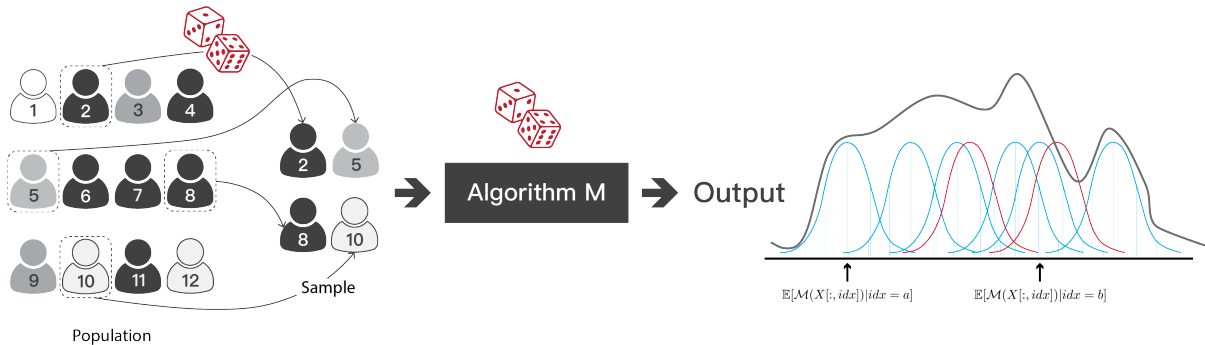 1 2 3 4
2 5
5 6 7 8
8 10
9 10 11 12
Sample
Population
Algorithm M
Output
𝔼[ℳ(X[:, idx])|idx = a]
𝔼[ℳ(X[:, idx])|idx = b]